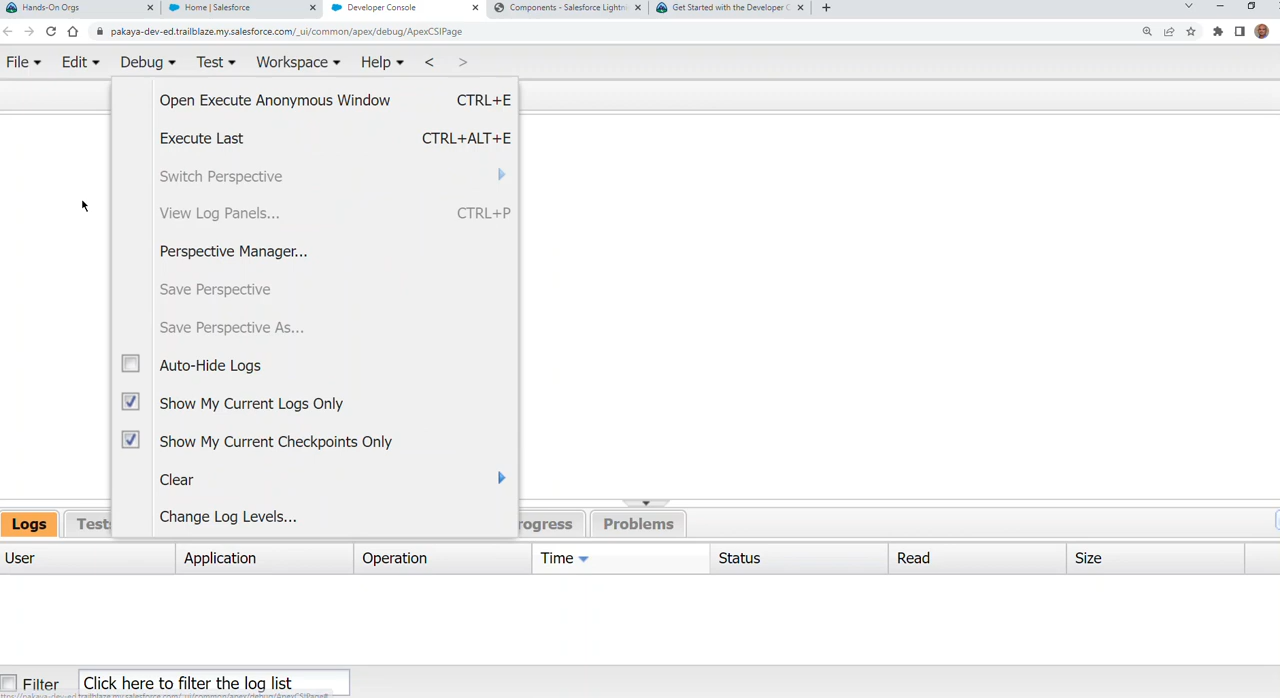 Hands-On Orgs
Home | Salesforce
Developer Console
Components - Salesforce Lightni
Get Started with the Developer C
pakaya-dev-ed.trailblaze.my.salesforce.com/_ui/common/apex/debug/ApexCSIPage
File Edit Debug Test Workspace Help < >
Open Execute Anonymous Window CTRL+E
Execute Last CTRL+ALT+E
Switch Perspective
View Log Panels... CTRL+P
Perspective Manager...
Save Perspective
Save Perspective As...
Auto-Hide Logs
Show My Current Logs Only
Show My Current Checkpoints Only
Clear
Change Log Levels...
Logs Tests rogress Problems
User Application Operation Time Status Read Size
Filter Click here to filter the log list